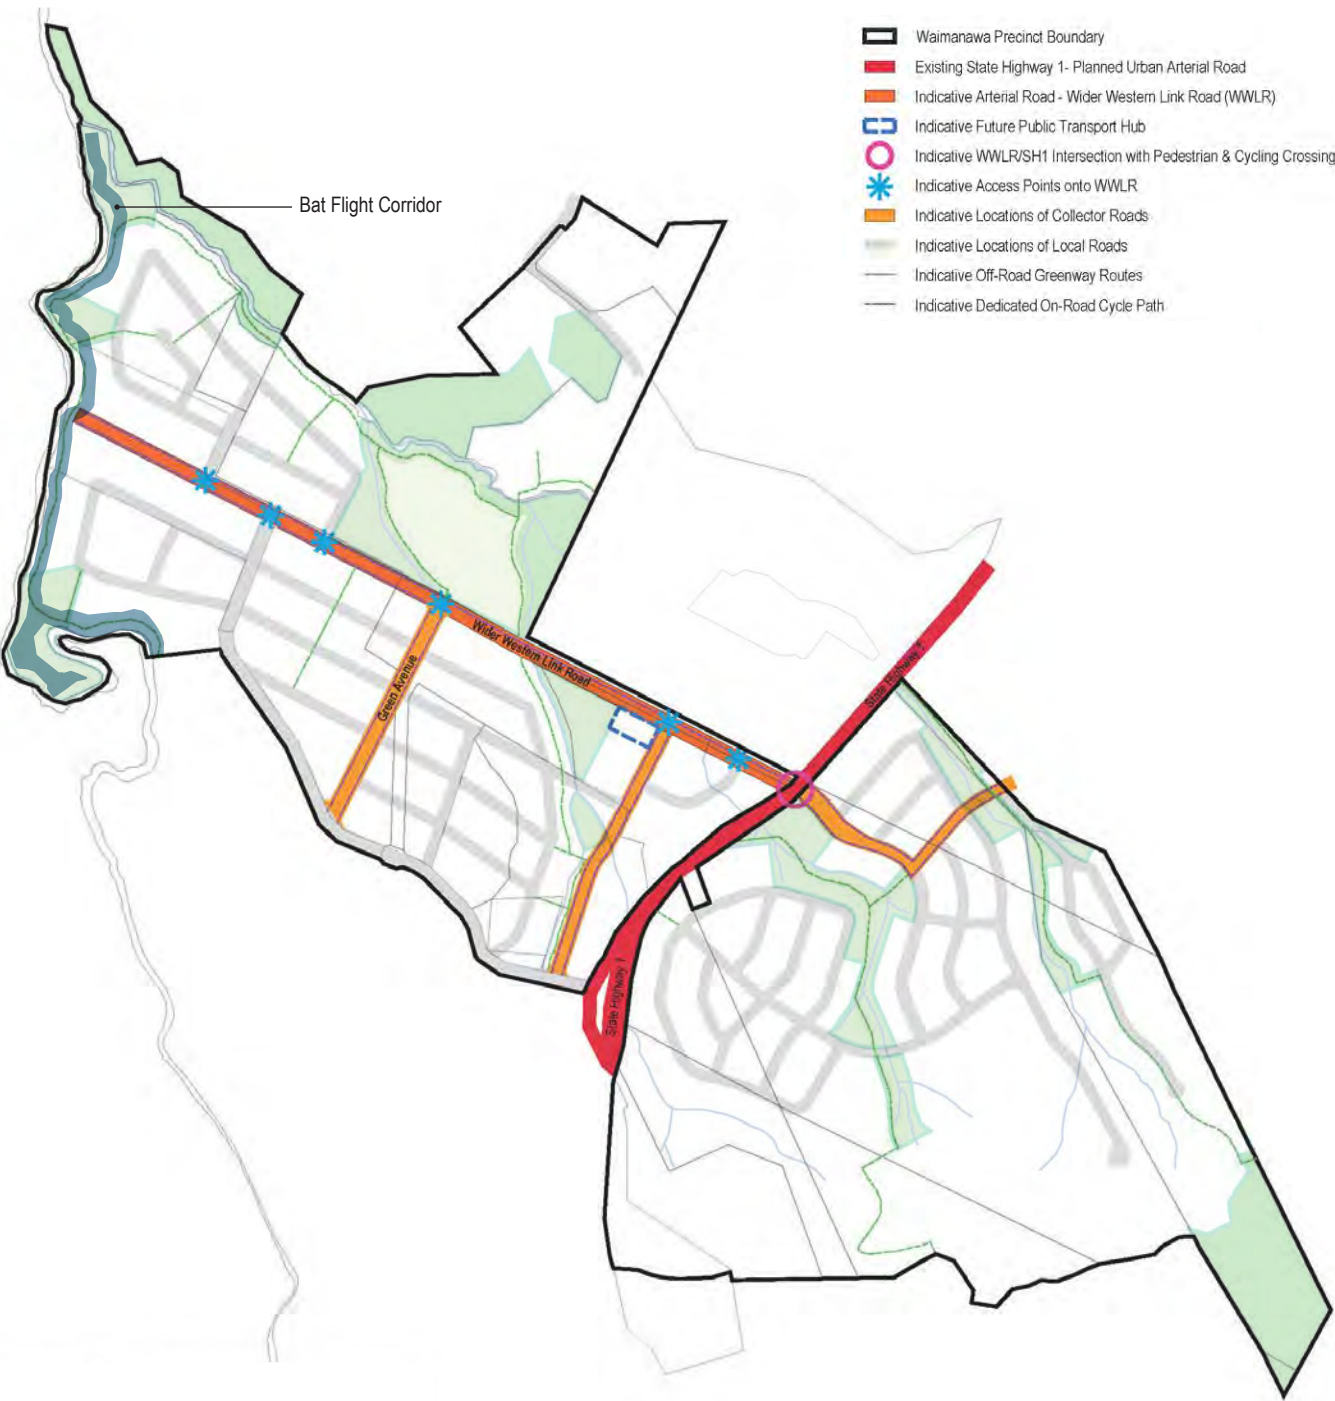 Waimanawa Precinct Boundary
Existing State Highway 1- Planned Urban Arterial Road
Indicative Arterial Road - Wider Western Link Road (WWLR)
Indicative Future Public Transport Hub
Indicative WWLR/SH1 Intersection with Pedestrian & Cycling Crossing
Indicative Access Points onto WWLR
Indicative Locations of Collector Roads
Indicative Locations of Local Roads
Indicative Off-Road Greenway Routes
Indicative Dedicated On-Road Cycle Path
Bat Flight Corridor
Wider Western Link Road
Green Avenue
State Highway 1
State Highway 1